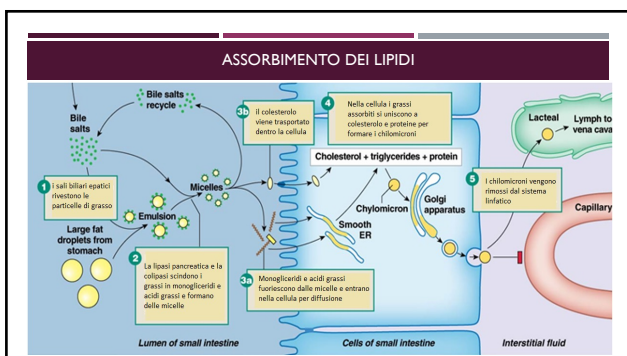 ASSORBIMENTO DEI LIPIDI
Bile salts
recycle
Bile
salts
1
i sali biliari epatici
rivestono le
particelle di grasso
Large fat
droplets from
stomach
Emulsion
Micelles
2
La lipasi pancreatica e la
colipasi scindono i
grassi in monogliceridi e
acidi grassi e formano
delle micelle
3b
il colesterolo
viene trasportato
dentro la cellula
3a
Monogliceridi e acidi grassi
fuoriescono dalle micelle e entrano
nella cellula per diffusione
4
Nella cellula i grassi
assorbiti si uniscono a
colesterolo e proteine per
formare i chilomicroni
Cholesterol + triglycerides + protein
Chylomicron
Golgi
apparatus
Smooth
ER
5
I chilomicroni vengono
rimossi dal sistema
linfatico
Lacteal
Lymph to
vena cava
Capillary
Lumen of small intestine
Cells of small intestine
Interstitial fluid